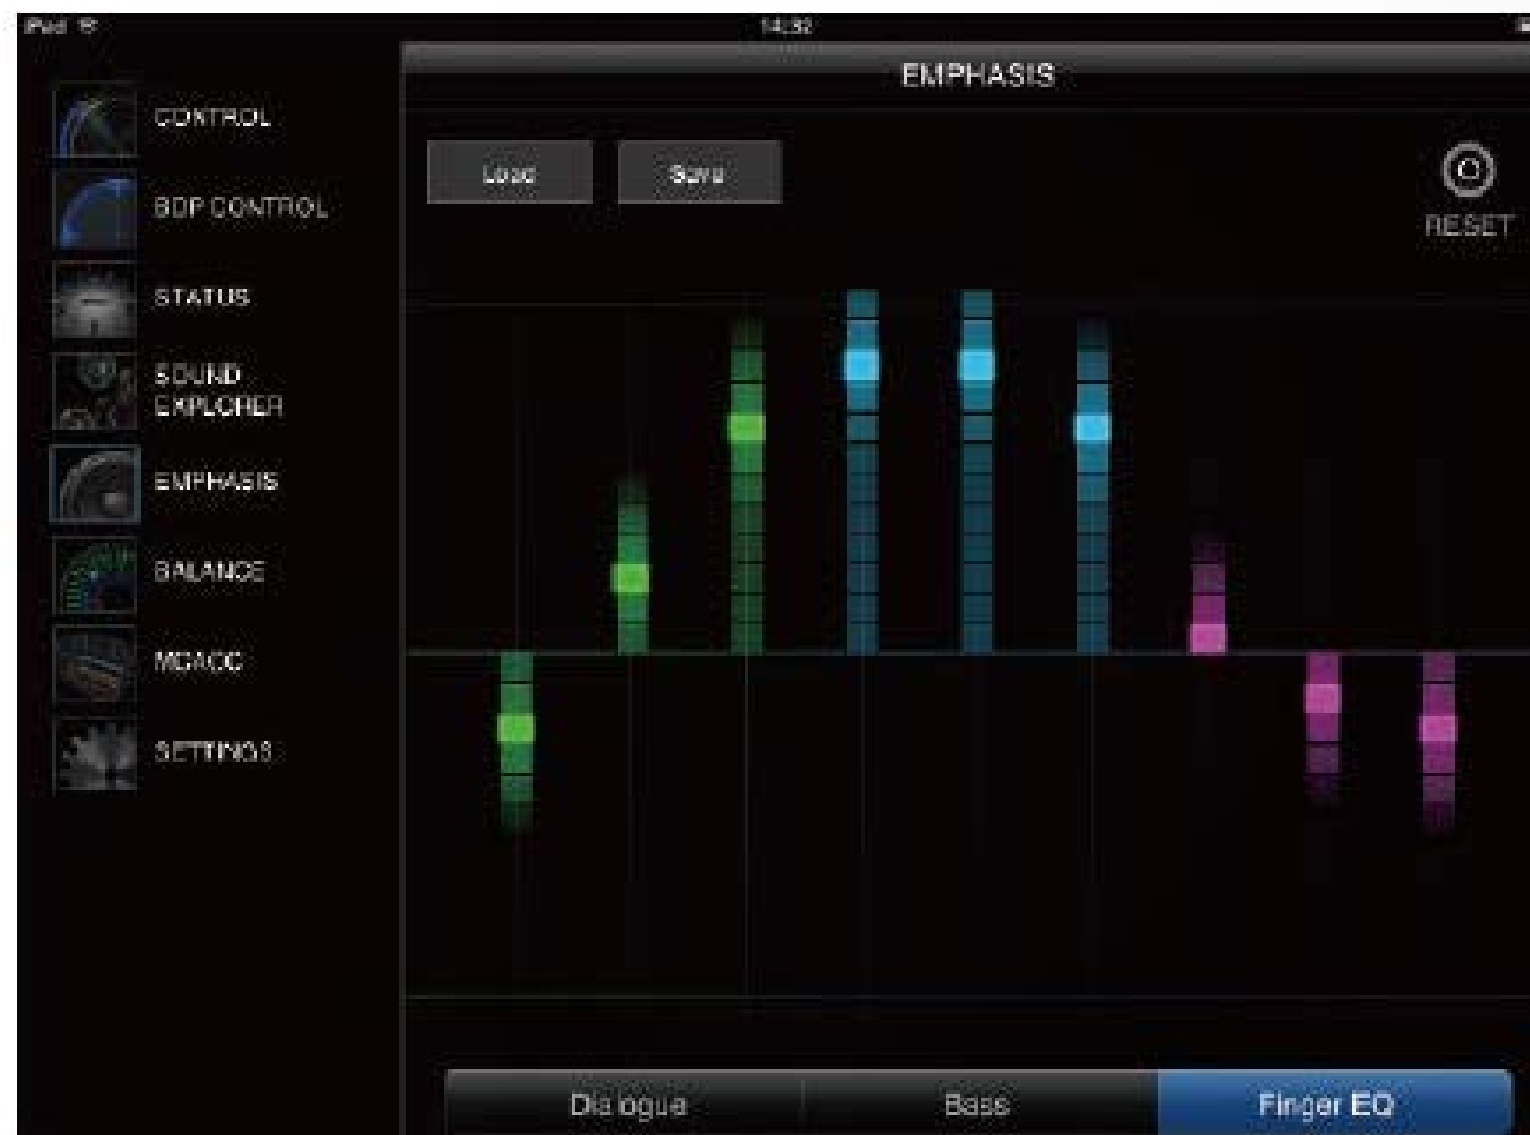 iPad
14:32
EMPHASIS
CONTROL
BDP CONTROL
STATUS
SOUND
EXPLORER
EMPHASIS
BALANCE
MCACC
SETTINGS
Load
Save
RESET
Dialogue
Bass
Finger EQ